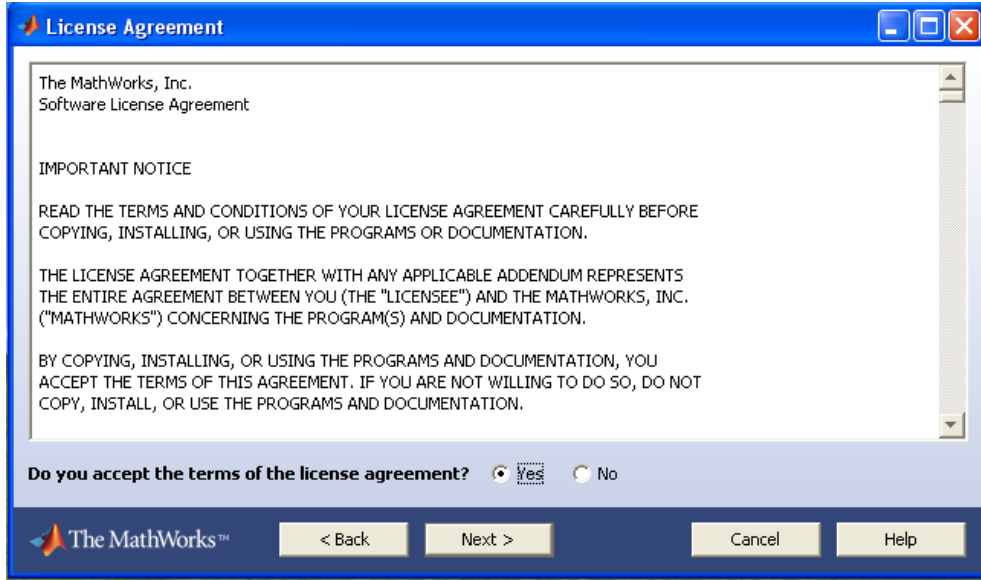 License Agreement
The MathWorks, Inc.
Software License Agreement
IMPORTANT NOTICE
READ THE TERMS AND CONDITIONS OF YOUR LICENSE AGREEMENT CAREFULLY BEFORE
COPYING, INSTALLING, OR USING THE PROGRAMS OR DOCUMENTATION.
THE LICENSE AGREEMENT TOGETHER WITH ANY APPLICABLE ADDENDUM REPRESENTS
THE ENTIRE AGREEMENT BETWEEN YOU (THE "LICENSEE") AND THE MATHWORKS, INC.
("MATHWORKS") CONCERNING THE PROGRAM(S) AND DOCUMENTATION.
BY COPYING, INSTALLING, OR USING THE PROGRAMS AND DOCUMENTATION, YOU
ACCEPT THE TERMS OF THIS AGREEMENT. IF YOU ARE NOT WILLING TO DO SO, DO NOT
COPY, INSTALL, OR USE THE PROGRAMS AND DOCUMENTATION.
Do you accept the terms of the license agreement? Yes No
The MathWorks™ < Back Next > Cancel Help